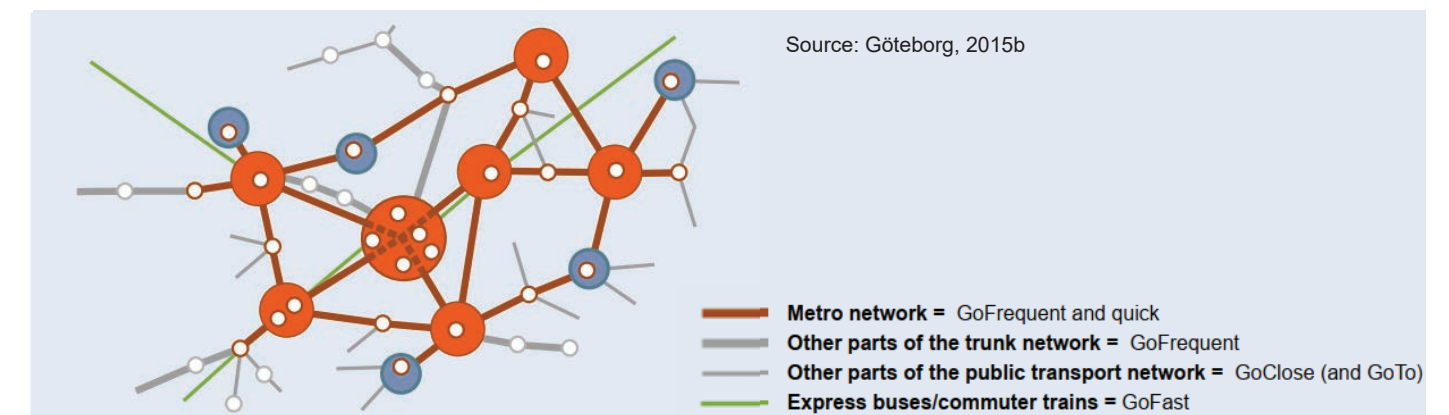 Source: Göteborg, 2015b
Metro network = GoFrequent and quick
Other parts of the trunk network = GoFrequent
Other parts of the public transport network = GoClose (and GoTo)
Express buses/commuter trains = GoFast